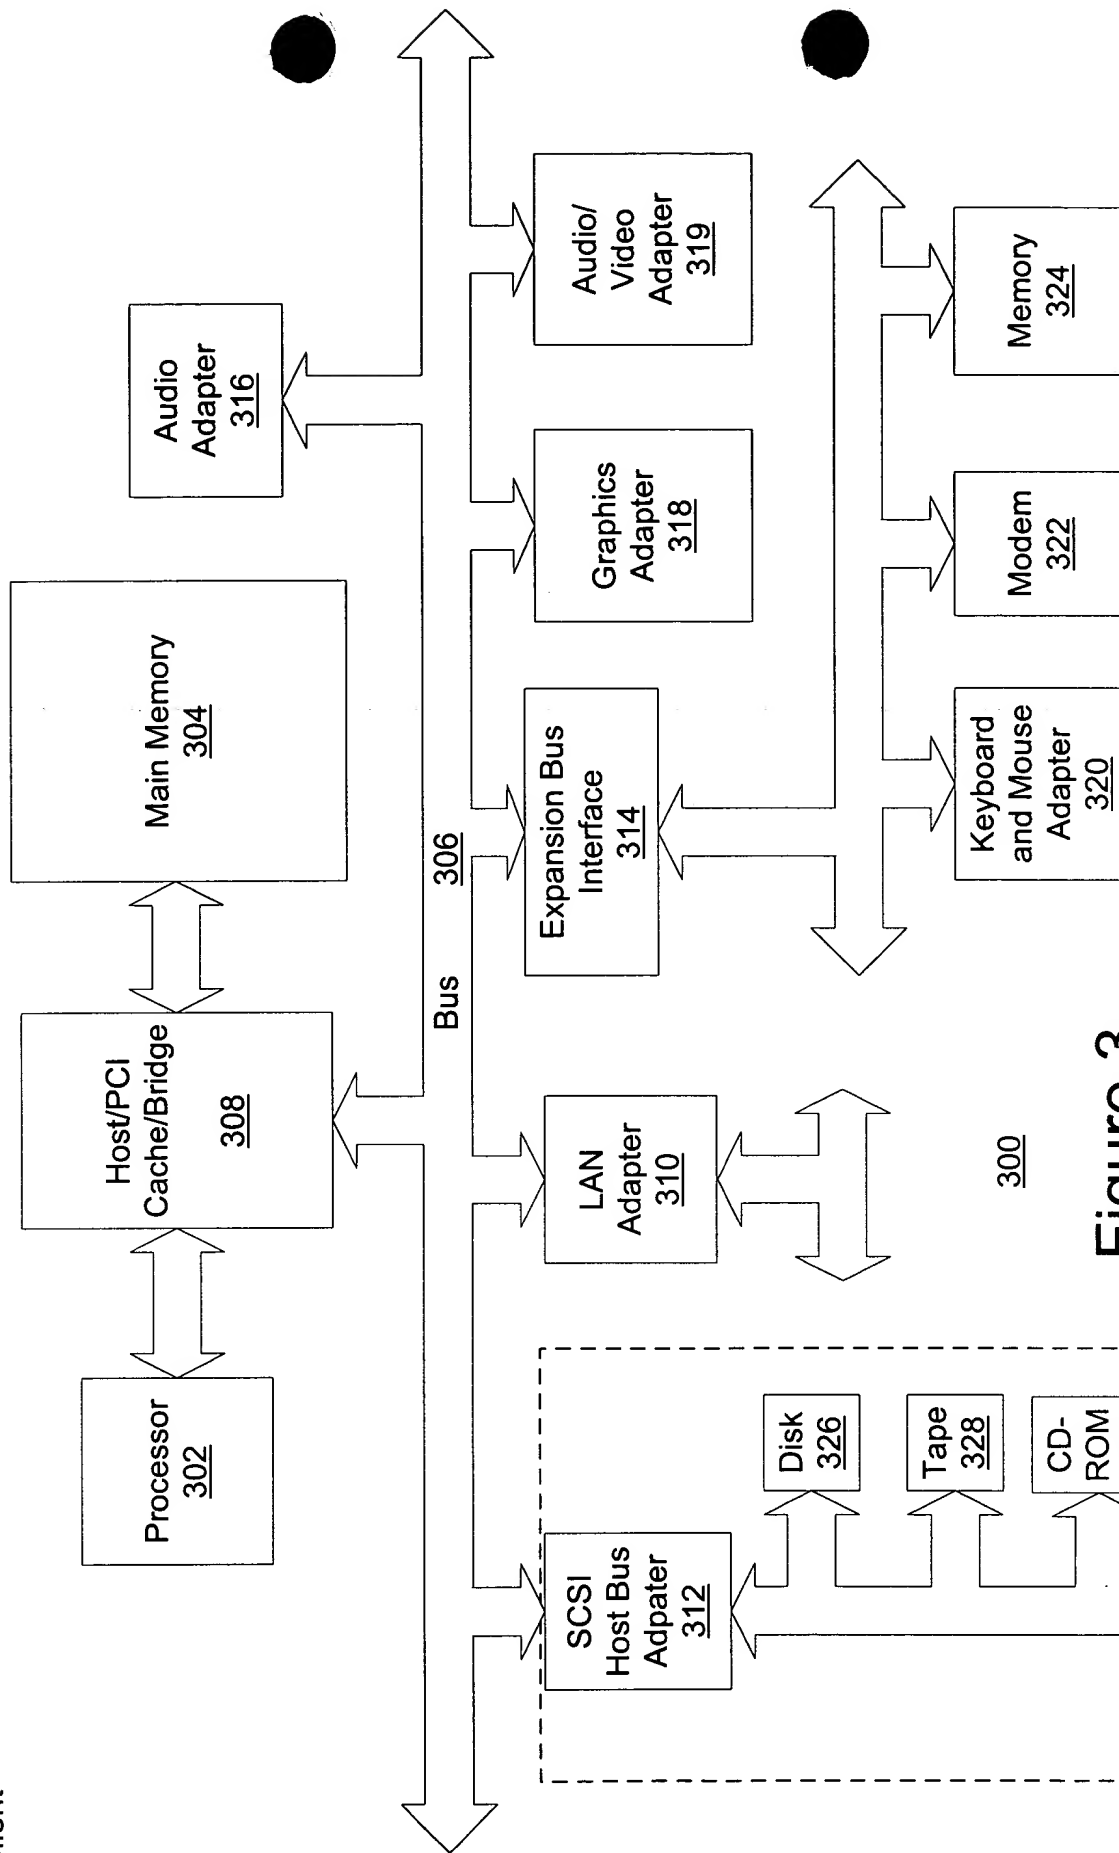 Processor
302
Host/PCI
Cache/Bridge
308
Main Memory
304
Audio
Adapter
316
Bus
306
SCSI
Host Bus
Adpater
312
LAN
Adapter
310
Expansion Bus
Interface
314
Graphics
Adapter
318
Audio/
Video
Adapter
319
Disk
326
Tape
328
CD-
ROM
300
Keyboard
and Mouse
Adapter
320
Modem
322
Memory
324
Figure 3